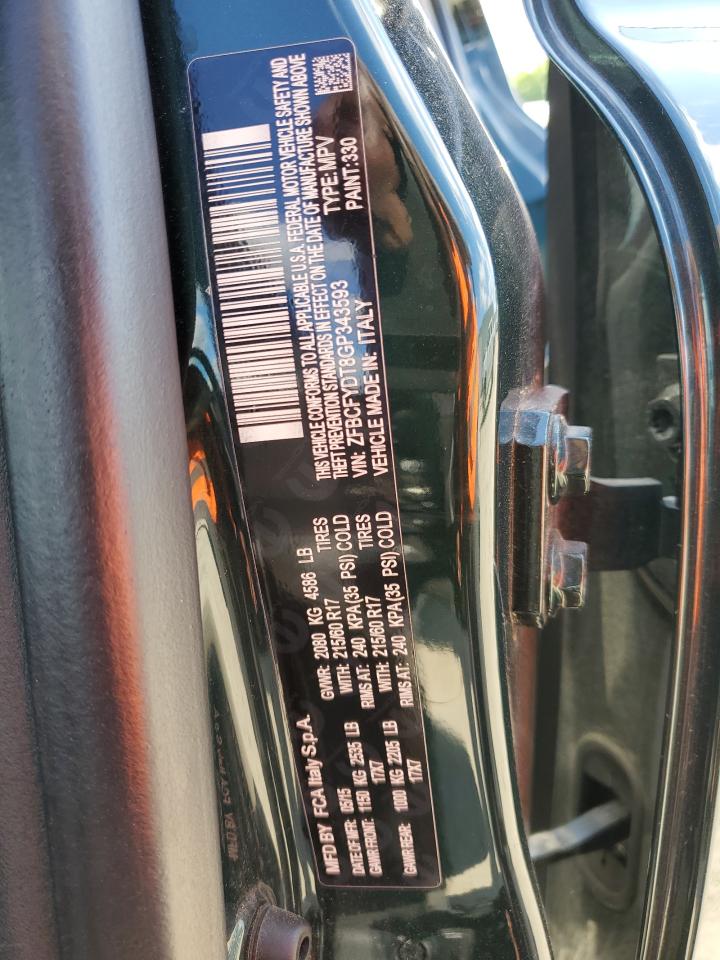 MFD BY FCA Italy S.p.A.
DATE OF MFR: 05/15 GVWR: 2080 KG 4586 LB
GAWR FRONT: 1150 KG 2535 LB WITH: 215/60 R17 TIRES
17X7 RIMS AT: 240 KPA(35 PSI) COLD
GAWR REAR: 1000 KG 2205 LB WITH: 215/60 R17 TIRES
17X7 RIMS AT: 240 KPA(35 PSI) COLD
THIS VEHICLE CONFORMS TO ALL APPLICABLE U.S.A. FEDERAL MOTOR VEHICLE SAFETY AND
THEFT PREVENTION STANDARDS IN EFFECT ON THE DATE OF MANUFACTURE SHOWN ABOVE
VIN: ZFBCFYDT8GP343593 TYPE: MPV
VEHICLE MADE IN: ITALY PAINT: 330